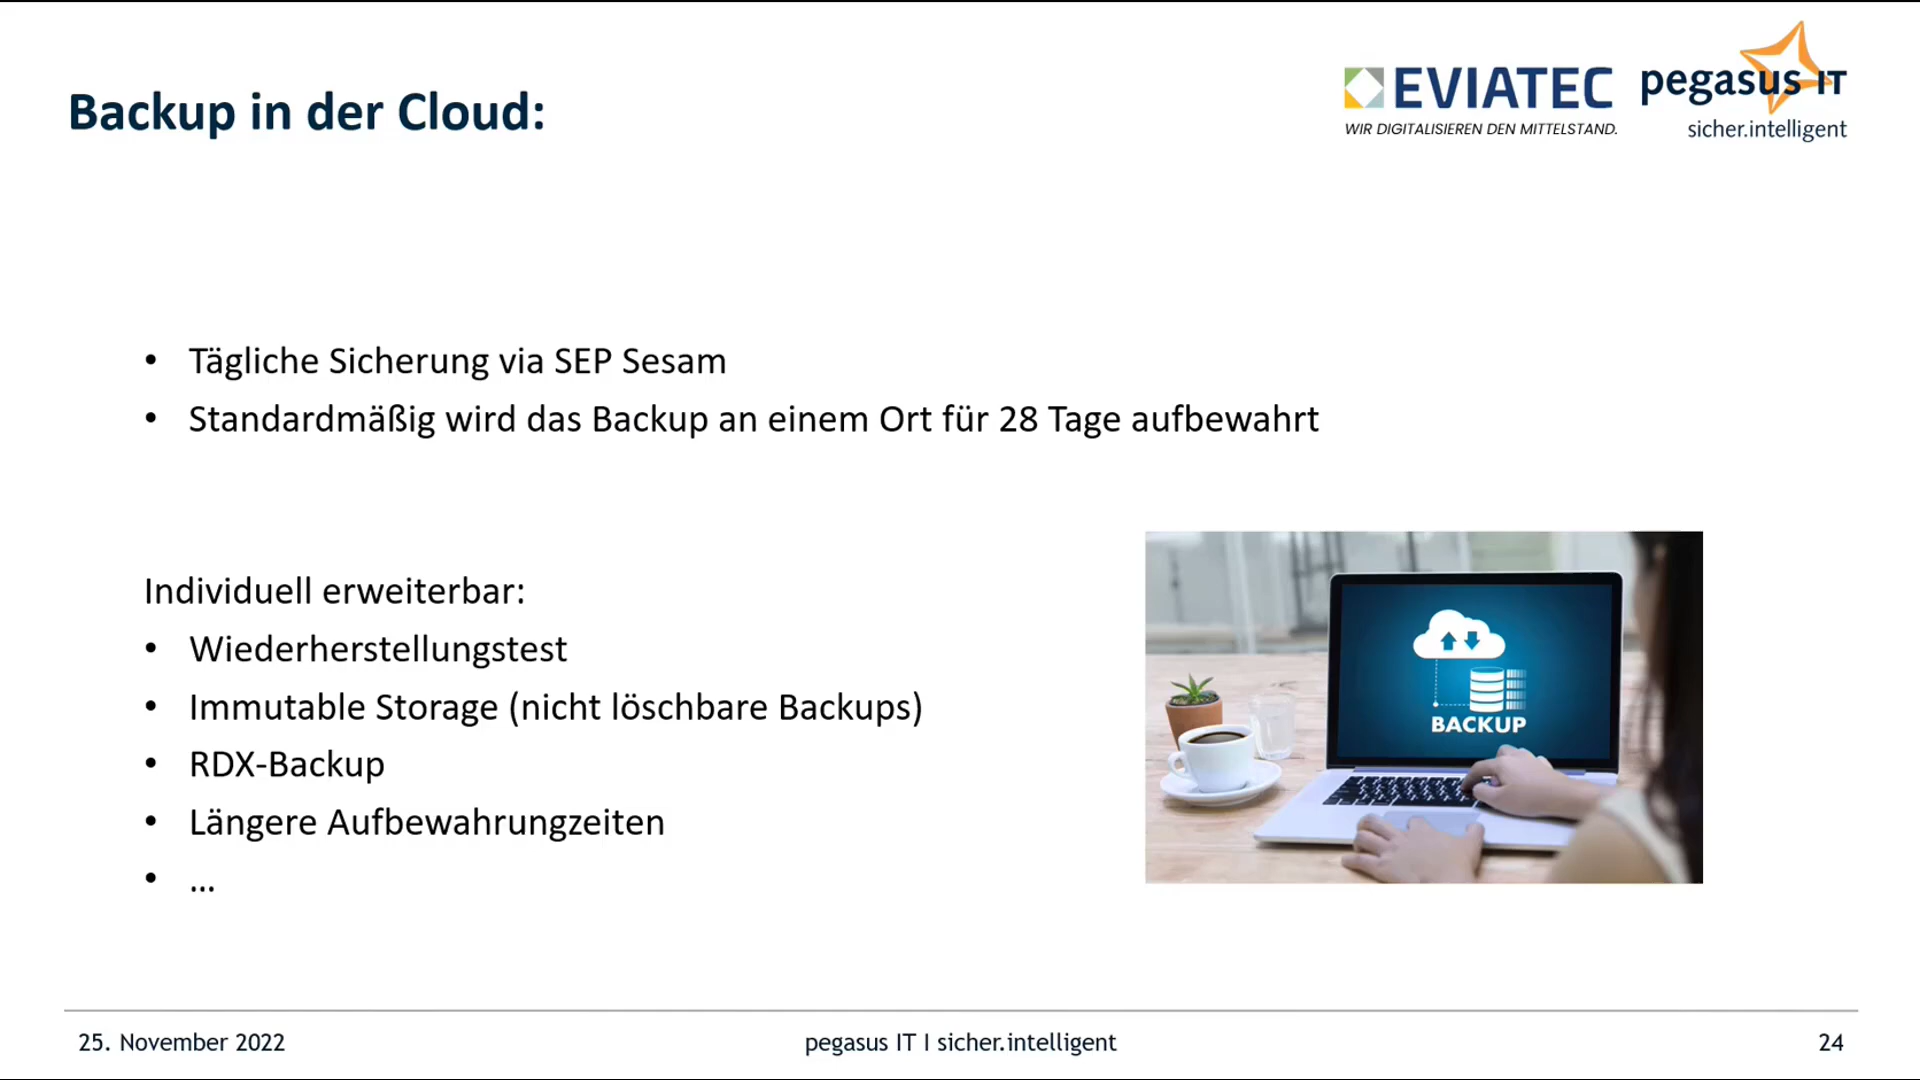 Backup in der Cloud:
EVIATEC
WIR DIGITALISIEREN DEN MITTELSTAND.
pegasus IT
sicher.intelligent
• Tägliche Sicherung via SEP Sesam
• Standardmäßig wird das Backup an einem Ort für 28 Tage aufbewahrt
Individuell erweiterbar:
• Wiederherstellungstest
• Immutable Storage (nicht löschbare Backups)
• RDX-Backup
• Längere Aufbewahrungzeiten
• ...
BACKUP
25. November 2022
pegasus IT I sicher.intelligent
24